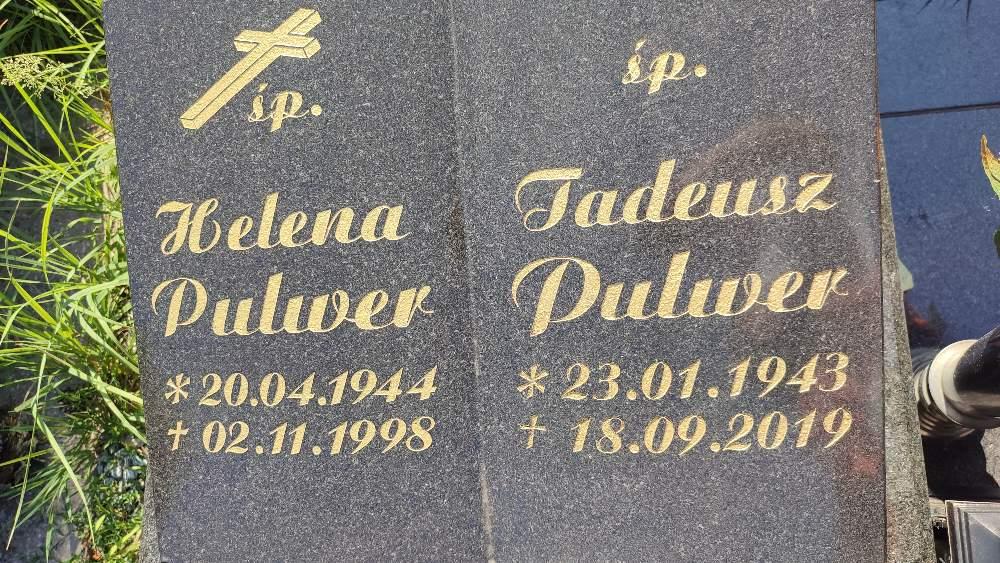 śp.
Helena
Pulwer
* 20.04.1944
† 02.11.1998
śp.
Tadeusz
Pulwer
* 23.01.1943
† 18.09.2019